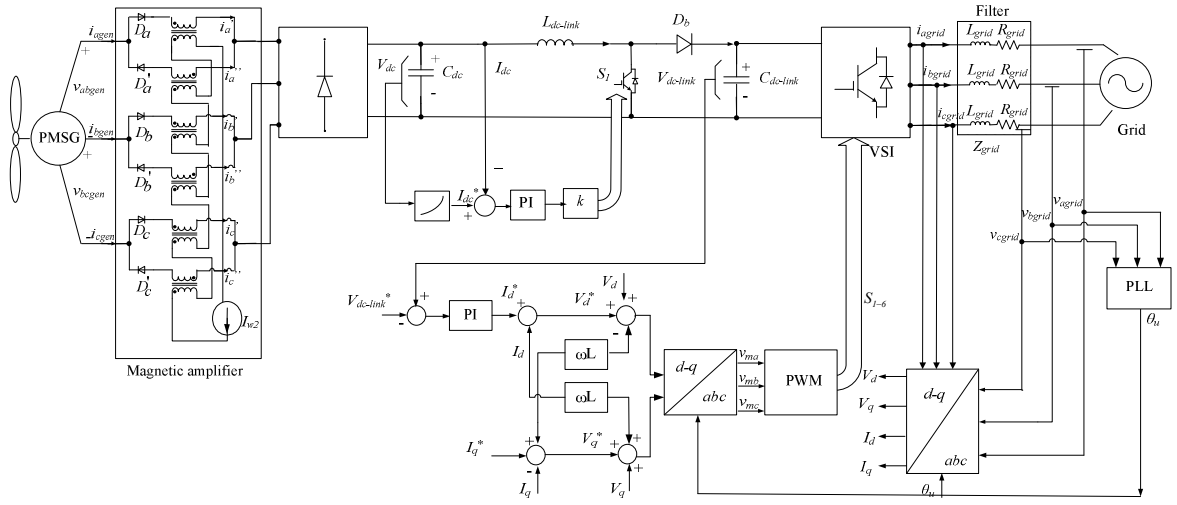 Filter
i_agen
D_a
i_a'
L_dc-link
D_b
i_agrid
L_grid
R_grid
+
v_abgen
D_a'
i_a''
V_dc
+
-
C_dc
I_dc
S_1
V_dc-link
+
-
C_dc-link
i_bgrid
L_grid
R_grid
PMSG
i_bgen
+
D_b
i_b'
i_cgrid
L_grid
R_grid
Grid
VSI
Z_grid
v_bcgen
D_b'
i_b''
-
I_dc*
+
PI
k
v_agrid
v_bgrid
v_cgrid
-i_cgen
D_c
i_c'
D_c'
i_c''
I_w2
PLL
θ_u
Magnetic amplifier
V_dc-link*
+
-
PI
I_d*
+
V_d*
+
V_d
+
-
S_1–6
I_d
ωL
ωL
d-q
abc
v_ma
v_mb
v_mc
PWM
V_d
V_q
I_d
I_q
d-q
abc
I_q*
+
-
I_q
V_q*
+
+
+
V_q
θ_u